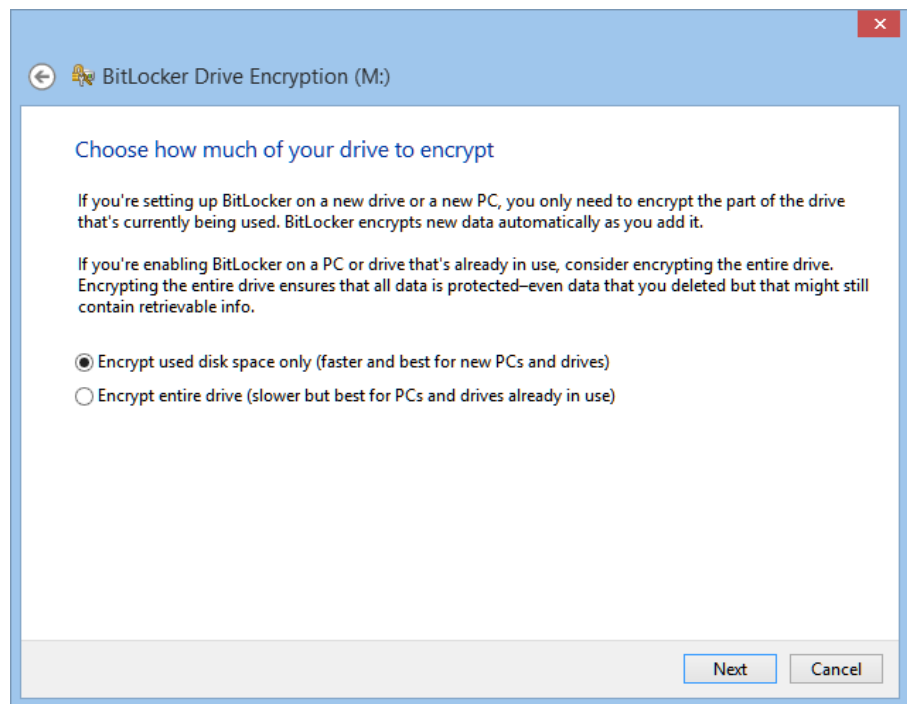 BitLocker Drive Encryption (M:)
Choose how much of your drive to encrypt
If you're setting up BitLocker on a new drive or a new PC, you only need to encrypt the part of the drive
that's currently being used. BitLocker encrypts new data automatically as you add it.
If you're enabling BitLocker on a PC or drive that's already in use, consider encrypting the entire drive.
Encrypting the entire drive ensures that all data is protected–even data that you deleted but that might still
contain retrievable info.
Encrypt used disk space only (faster and best for new PCs and drives)
Encrypt entire drive (slower but best for PCs and drives already in use)
Next Cancel